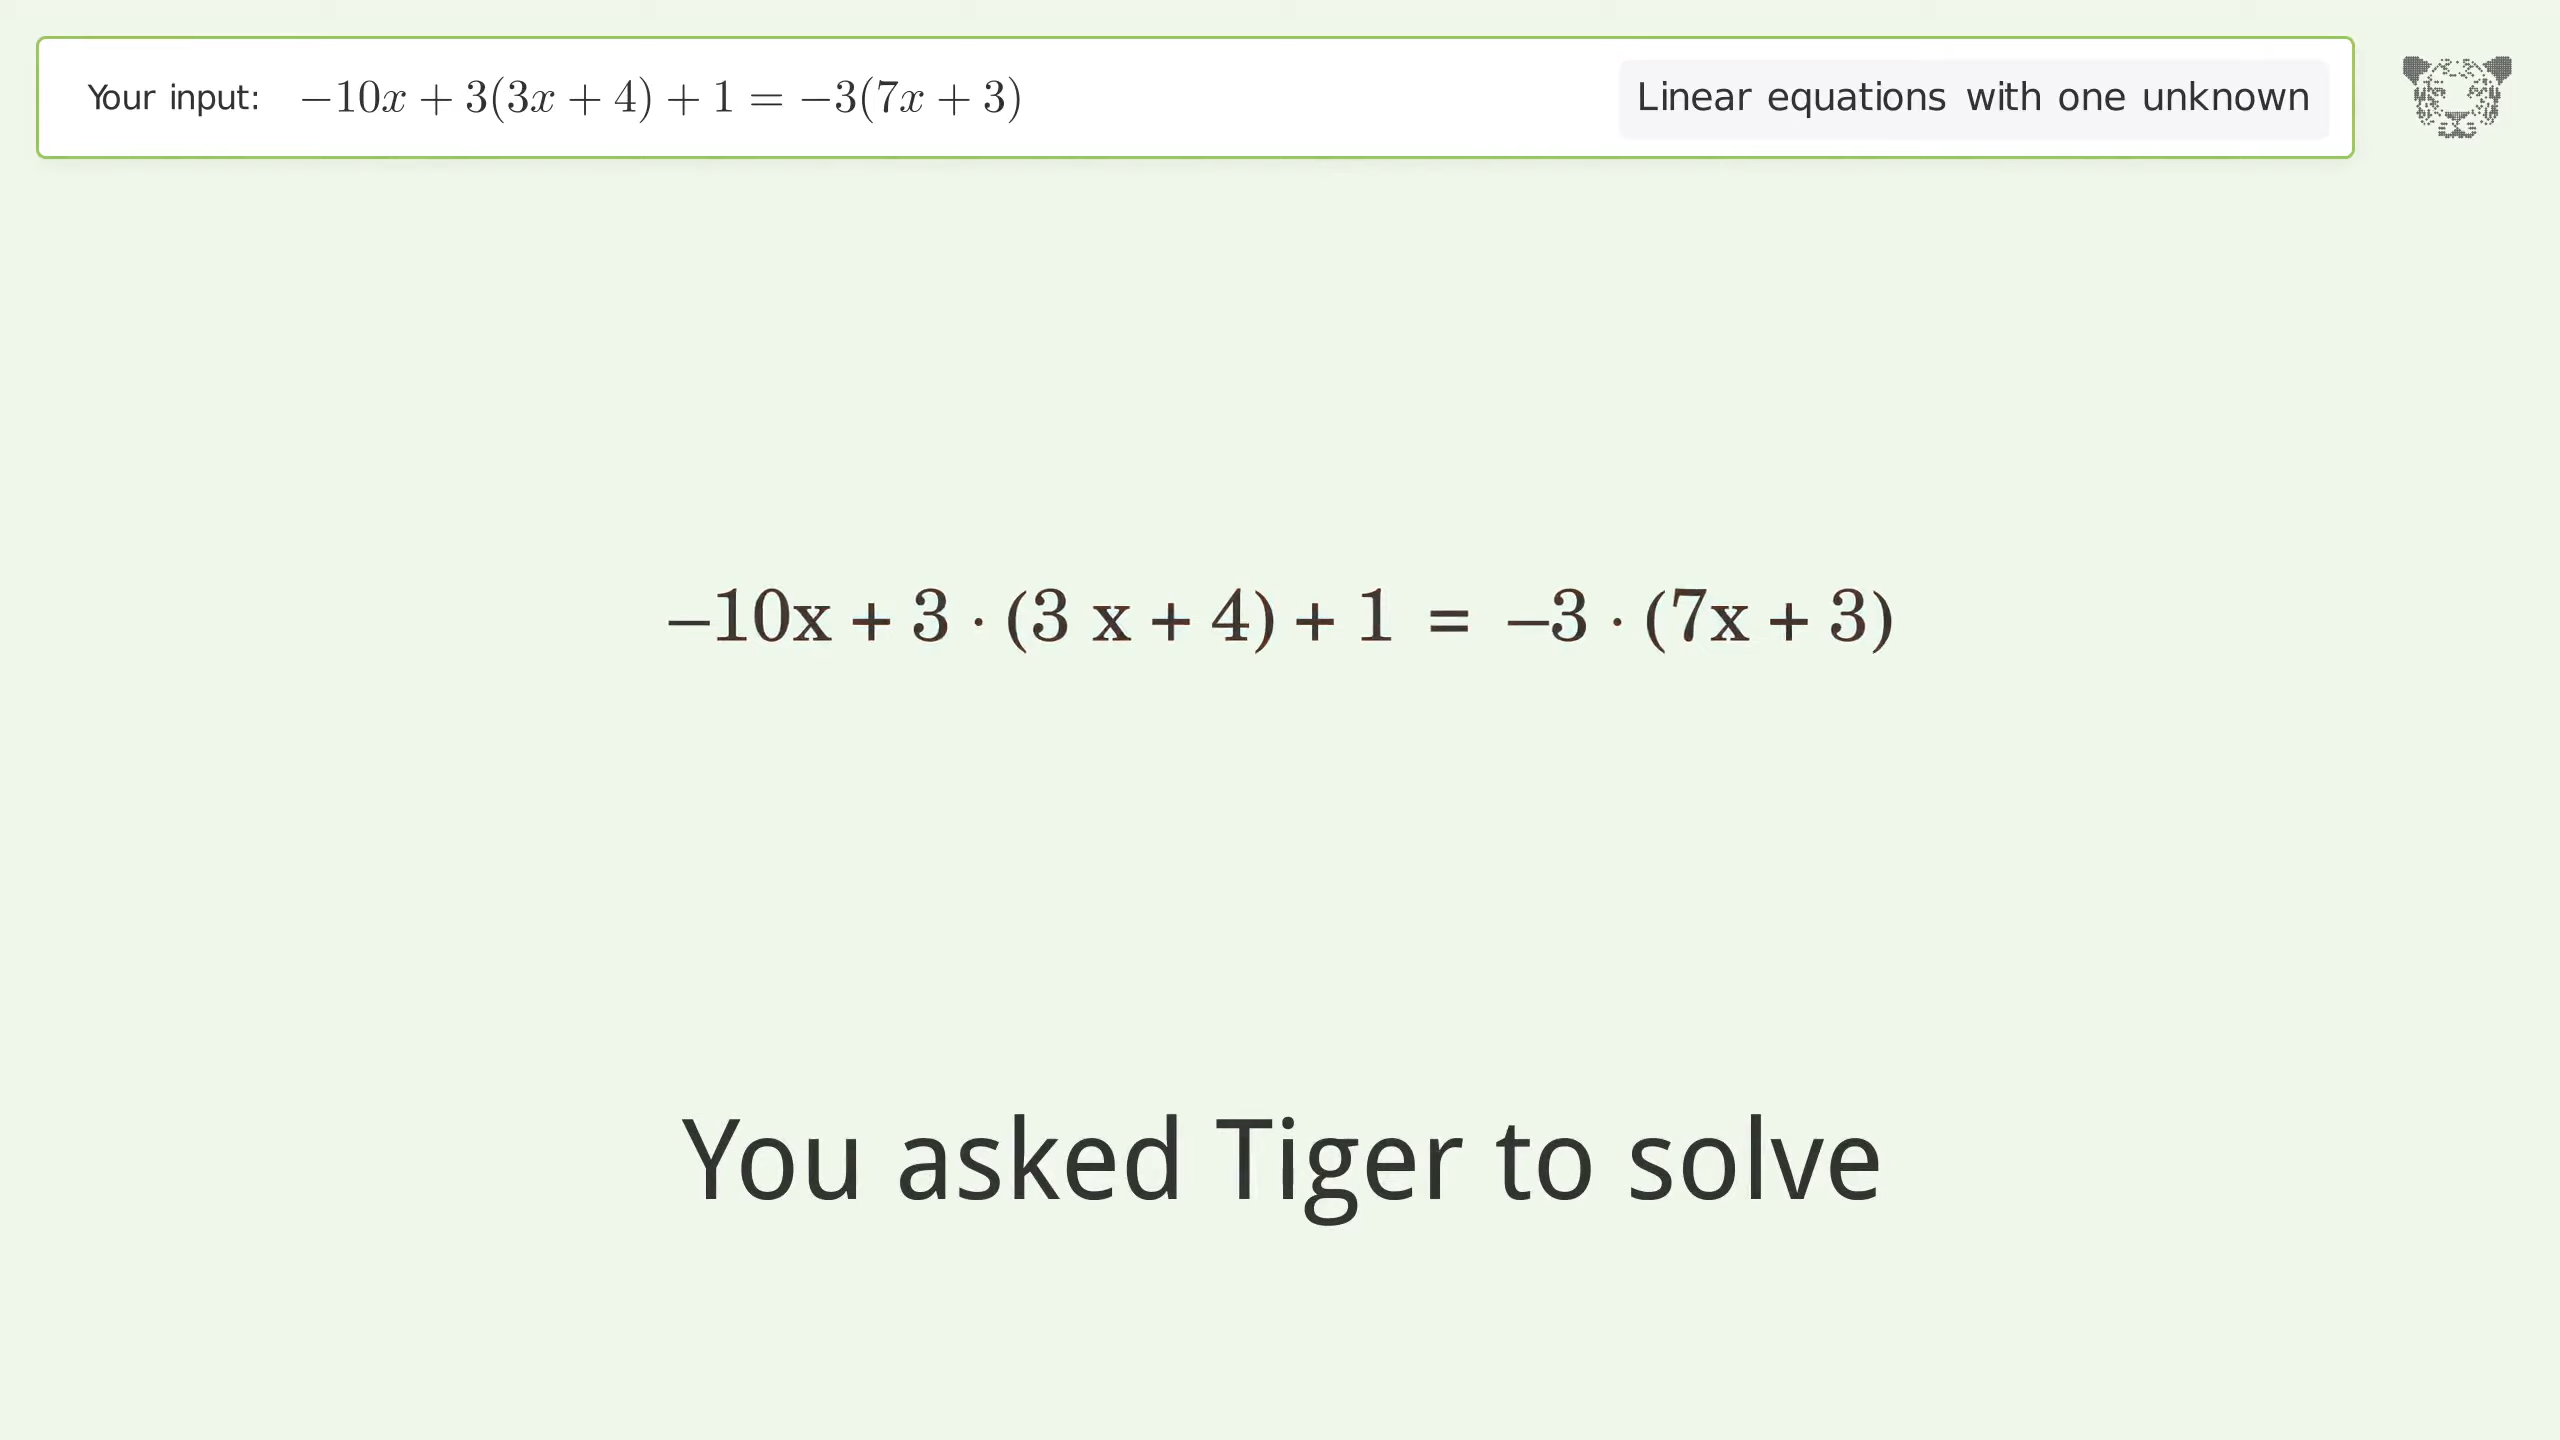 Your input: −10x + 3(3x + 4) + 1 = −3(7x + 3) Linear equations with one unknown
−10x + 3 · (3 x + 4) + 1 = −3 · (7x + 3)
You asked Tiger to solve